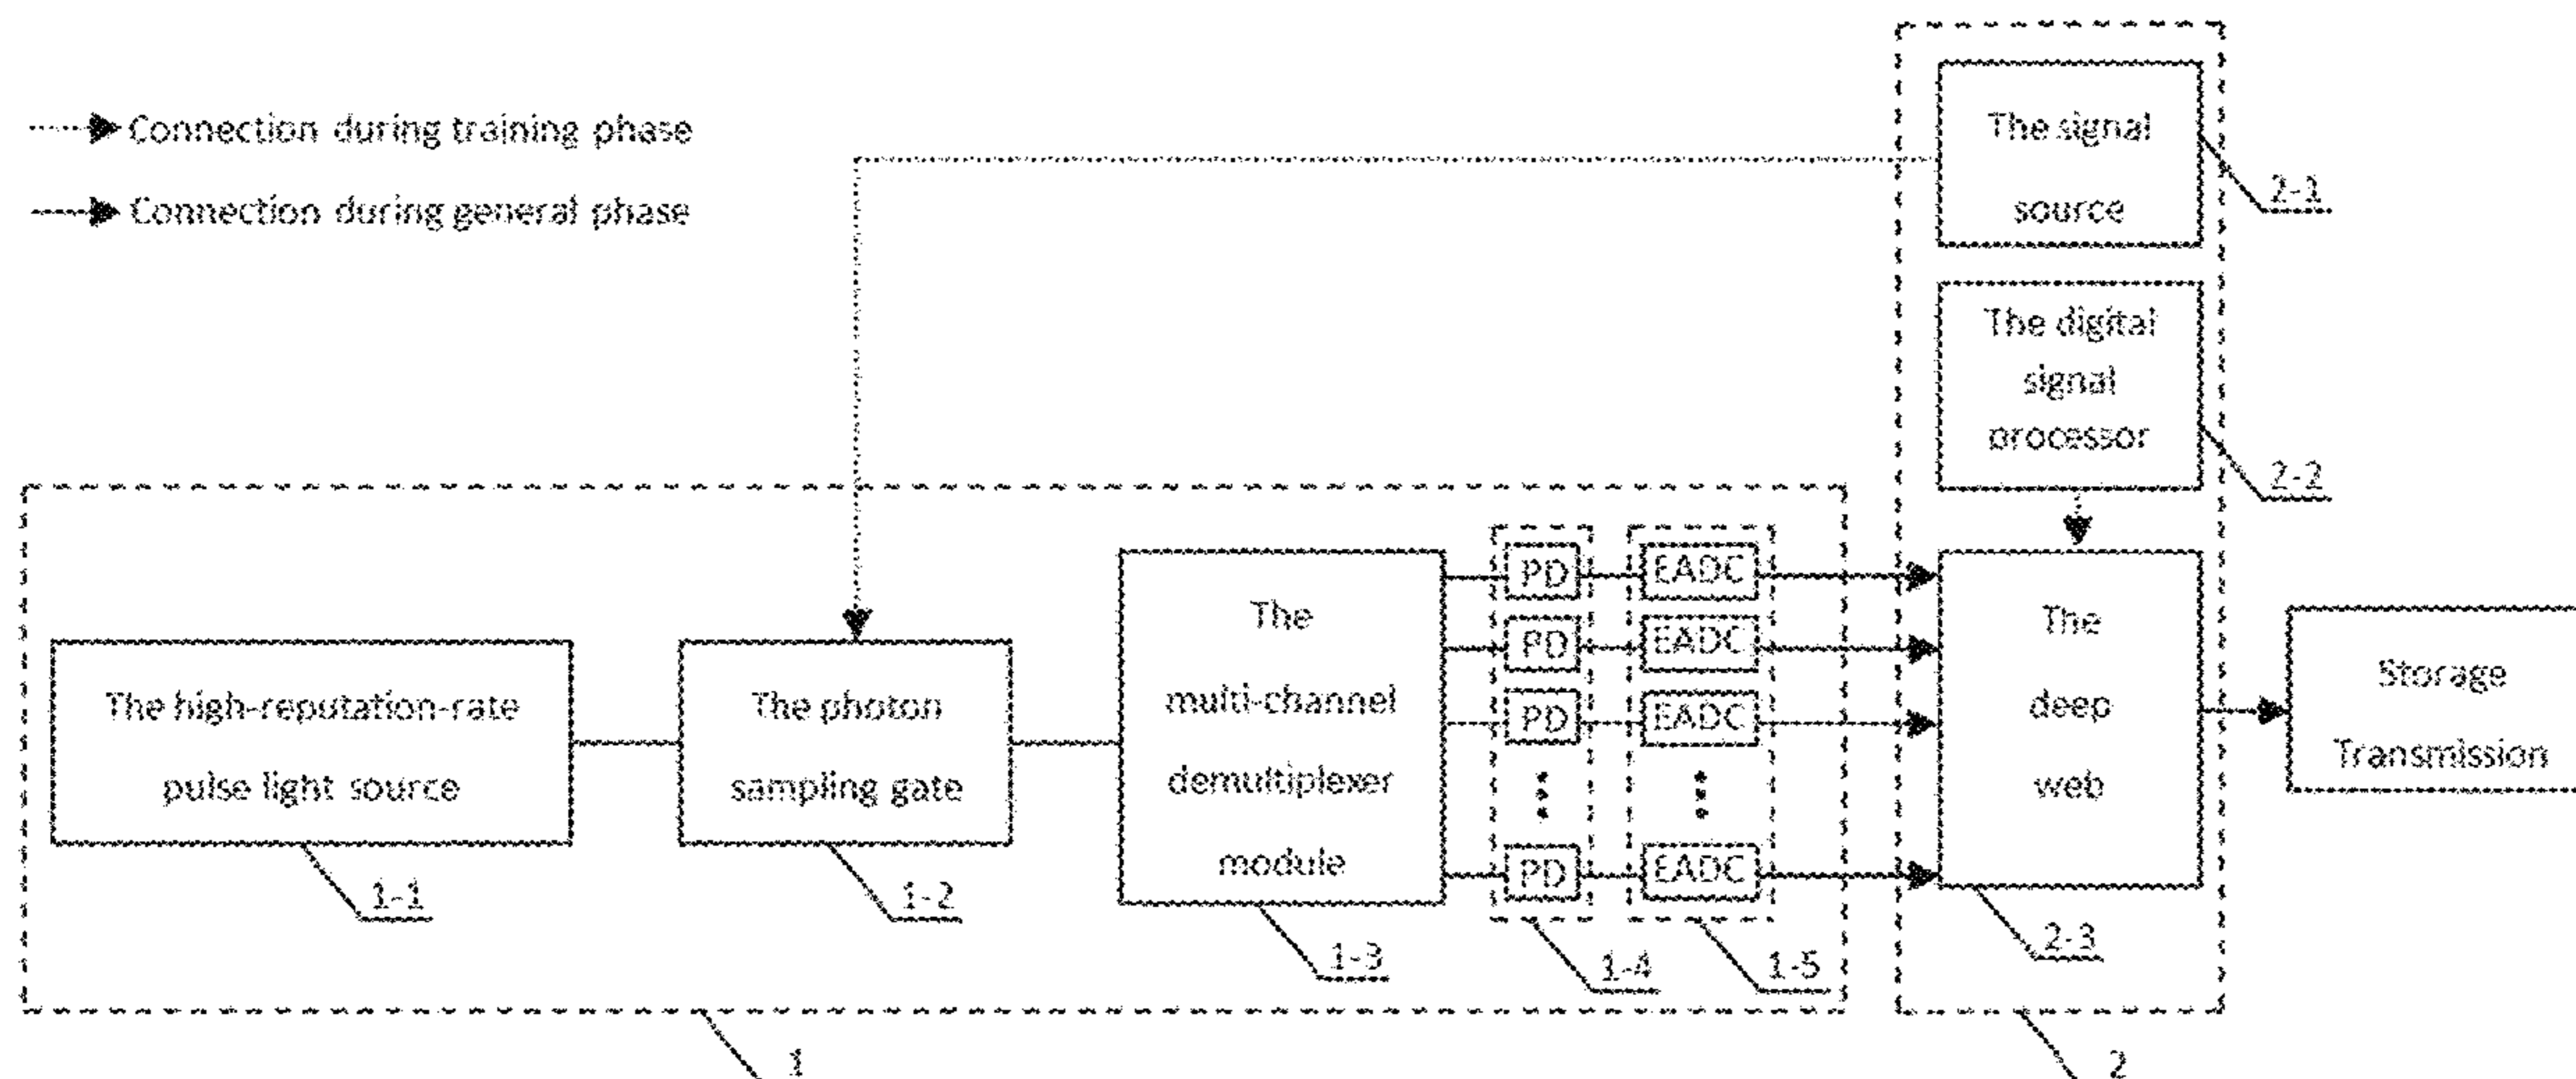 Connection during training phase
Connection during general phase
The signal
source
2-1
The digital
signal
processor
2-2
The high-reputation-rate
pulse light source
1-1
The photon
sampling gate
1-2
The
multi-channel
demultiplexer
module
1-3
PD
EADC
PD
EADC
PD
EADC
PD
EADC
1-4
1-5
The
deep
web
2-3
Storage
Transmission
1
2